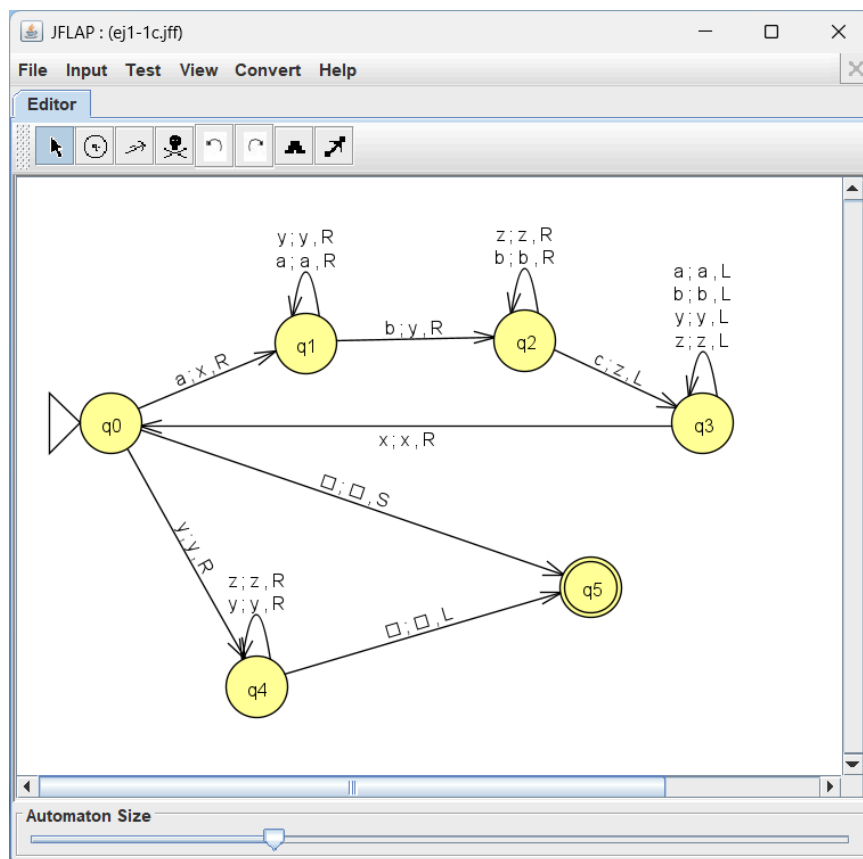 JFLAP : (ej1-1c.jff)
File Input Test View Convert Help
Editor
y ; y , R
a ; a , R
z ; z , R
b ; b , R
a ; a , L
b ; b , L
y ; y , L
z ; z , L
q1
b ; y , R
q2
a ; x , R
c ; z , L
q0
q3
x ; x , R
□ ; □ , S
y ; y , R
z ; z , R
y ; y , R
q5
□ ; □ , L
q4
Automaton Size